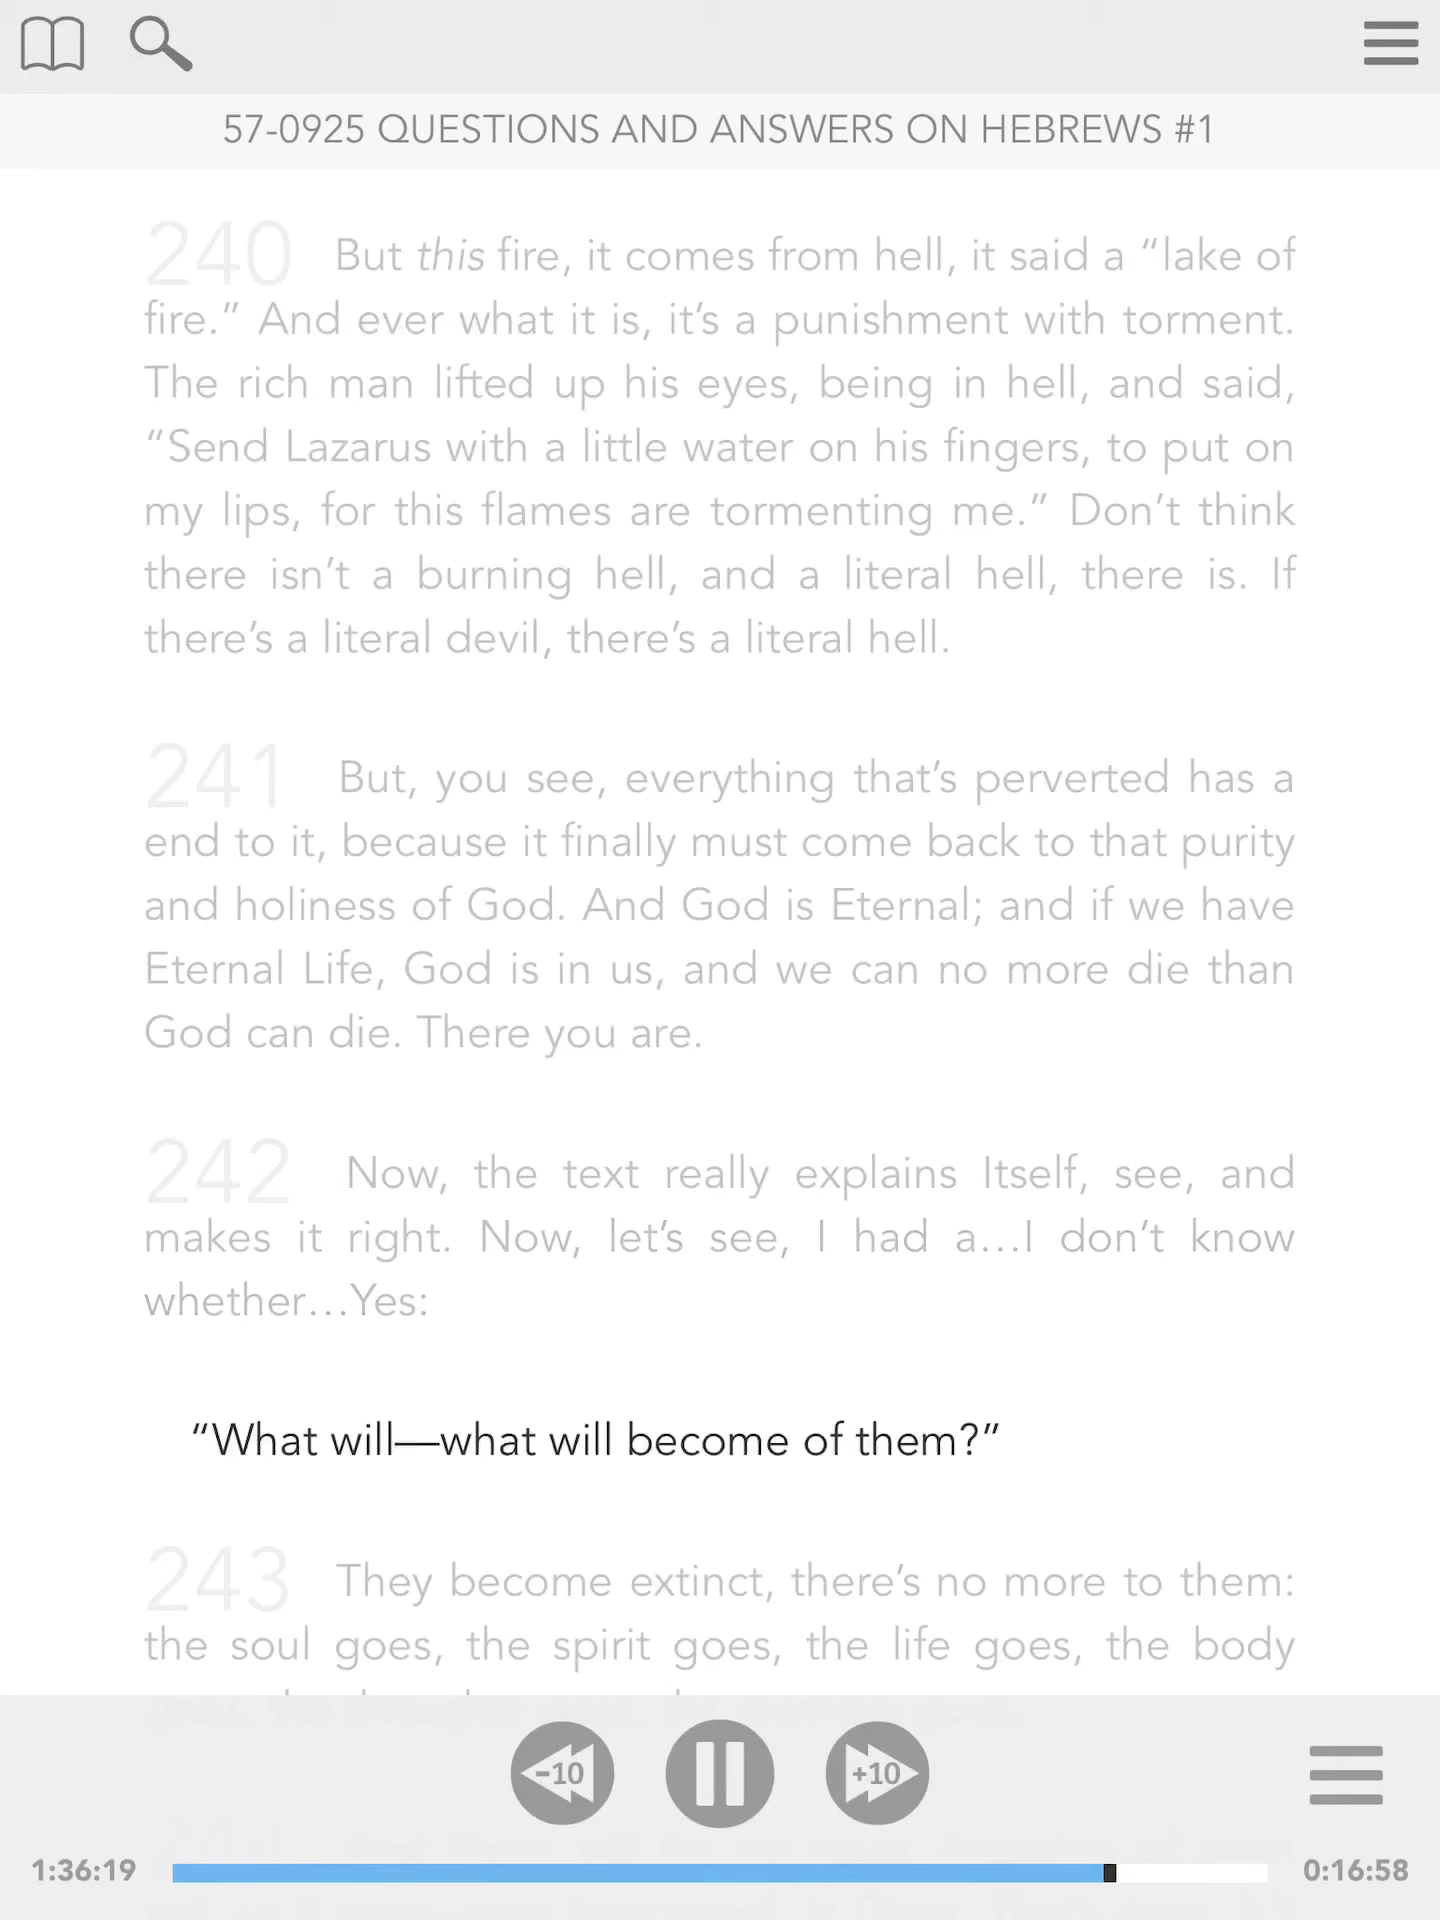 57-0925 QUESTIONS AND ANSWERS ON HEBREWS #1
240 But this fire, it comes from hell, it said a “lake of
fire.” And ever what it is, it’s a punishment with torment.
The rich man lifted up his eyes, being in hell, and said,
“Send Lazarus with a little water on his fingers, to put on
my lips, for this flames are tormenting me.” Don’t think
there isn’t a burning hell, and a literal hell, there is. If
there’s a literal devil, there’s a literal hell.
241 But, you see, everything that’s perverted has a
end to it, because it finally must come back to that purity
and holiness of God. And God is Eternal; and if we have
Eternal Life, God is in us, and we can no more die than
God can die. There you are.
242 Now, the text really explains Itself, see, and
makes it right. Now, let’s see, I had a…I don’t know
whether…Yes:
“What will—what will become of them?”
243 They become extinct, there’s no more to them:
the soul goes, the spirit goes, the life goes, the body
-10 +10
1:36:19 0:16:58